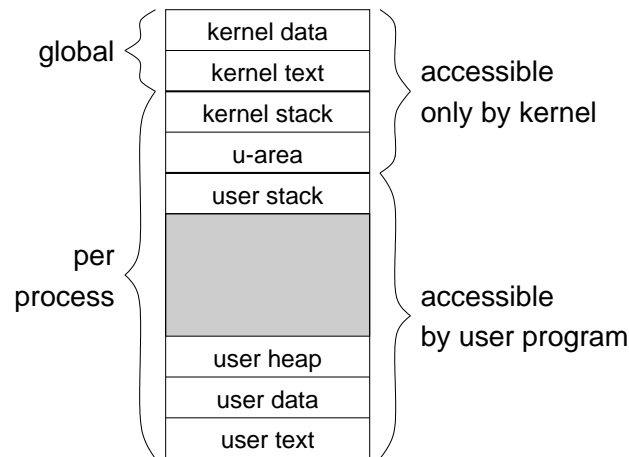 global
kernel data
kernel text
kernel stack
u-area
user stack
accessible
only by kernel
per
process
accessible
by user program
user heap
user data
user text